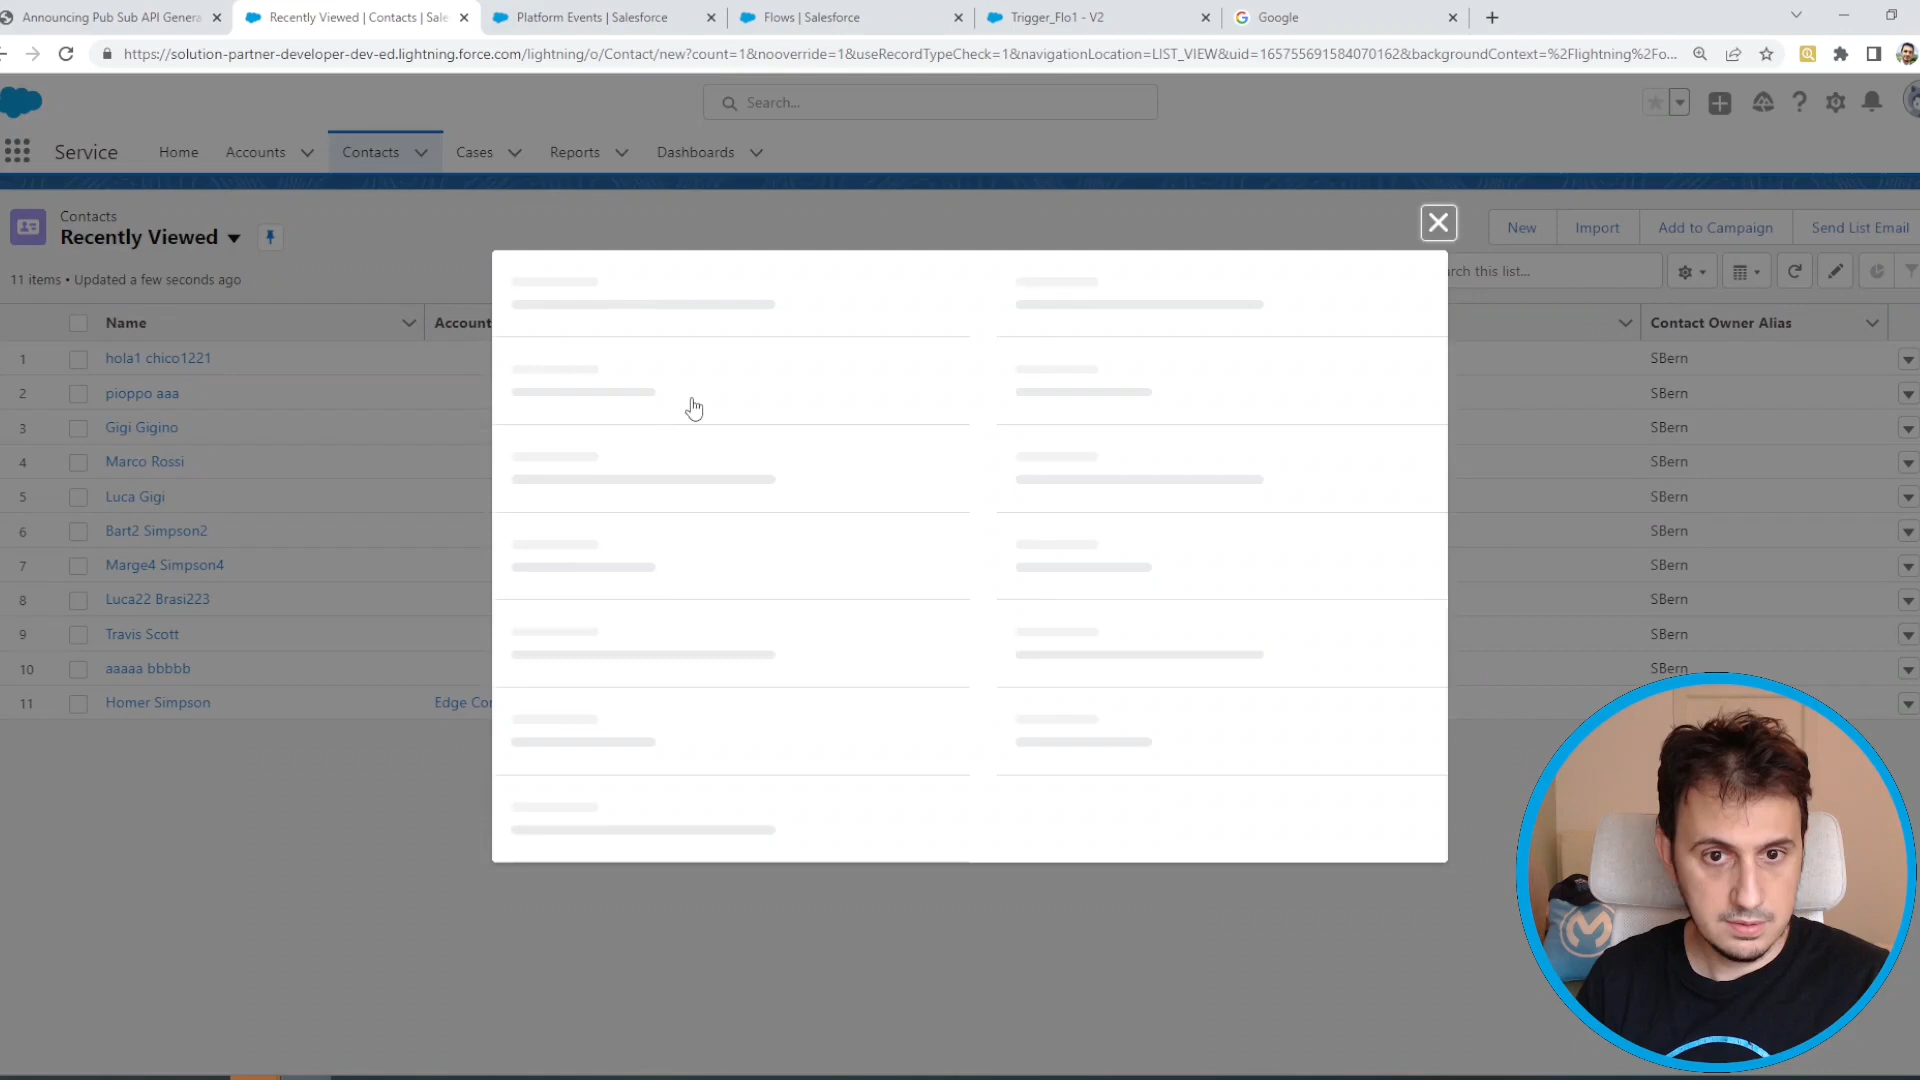 Announcing Pub Sub API Genera
Recently Viewed | Contacts | Sale
Platform Events | Salesforce
Flows | Salesforce
Trigger_Flo1 - V2
Google
https://solution-partner-developer-dev-ed.lightning.force.com/lightning/o/Contact/new?count=1&nooverride=1&useRecordTypeCheck=1&navigationLocation=LIST_VIEW&uid=165755691584070162&backgroundContext=%2Flightning%2Fo...
Search...
Service
Home
Accounts
Contacts
Cases
Reports
Dashboards
Contacts
Recently Viewed
New
Import
Add to Campaign
Send List Email
11 items • Updated a few seconds ago
rch this list...
Name
Account
Contact Owner Alias
1 hola1 chico1221 SBern
2 pioppo aaa SBern
3 Gigi Gigino SBern
4 Marco Rossi SBern
5 Luca Gigi SBern
6 Bart2 Simpson2 SBern
7 Marge4 Simpson4 SBern
8 Luca22 Brasi223 SBern
9 Travis Scott SBern
10 aaaaa bbbbb SBern
11 Homer Simpson Edge Cor